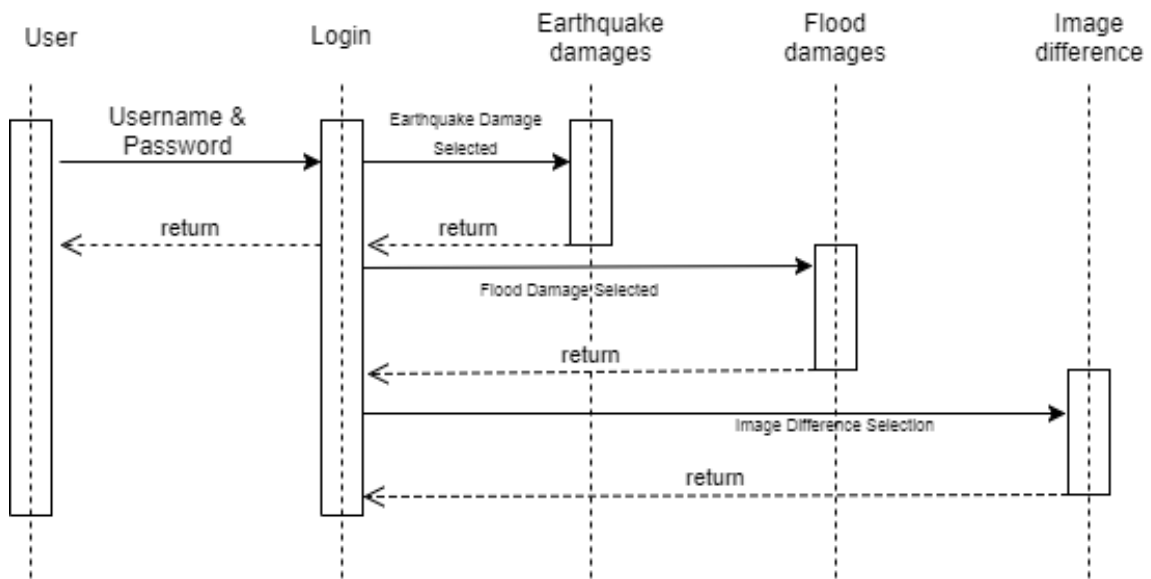 User
Login
Earthquake
damages
Flood
damages
Image
difference
Username &
Password
Earthquake Damage
Selected
return
return
Flood Damage Selected
return
Image Difference Selection
return